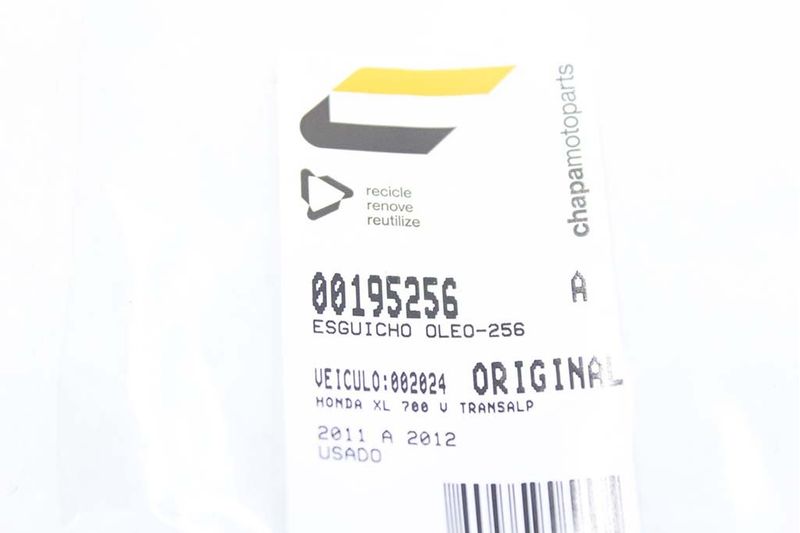 chapamotoparts
recicle
renove
reutilize
00195256 A
ESGUICHO OLEO-256
VEICULO:002024 ORIGINAL
HONDA XL 700 V TRANSALP
2011 A 2012
USADO